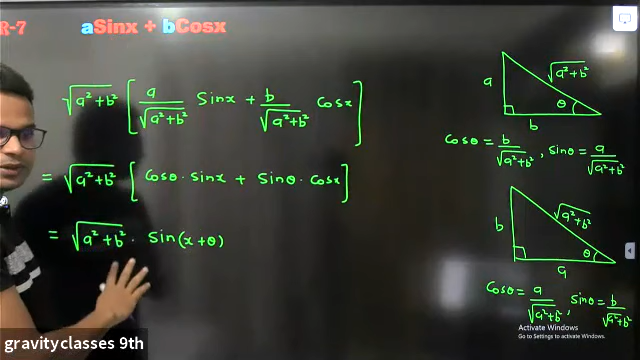 R-7 aSinx + bCosx
√a²+b² [ a/√a²+b² Sinx + b/√a²+b² Cosx ]
= √a²+b² [ Cosθ · Sinx + Sinθ · Cosx ]
= √a²+b² · Sin(x+θ)
a √a²+b² θ
b
Cosθ = b/√a²+b² , Sinθ = a/√a²+b²
b √a²+b² θ
a
Cosθ = a/√a²+b² , Sinθ = b/√a²+b²
Activate Windows
Go to Settings to activate Windows.
gravityclasses 9th